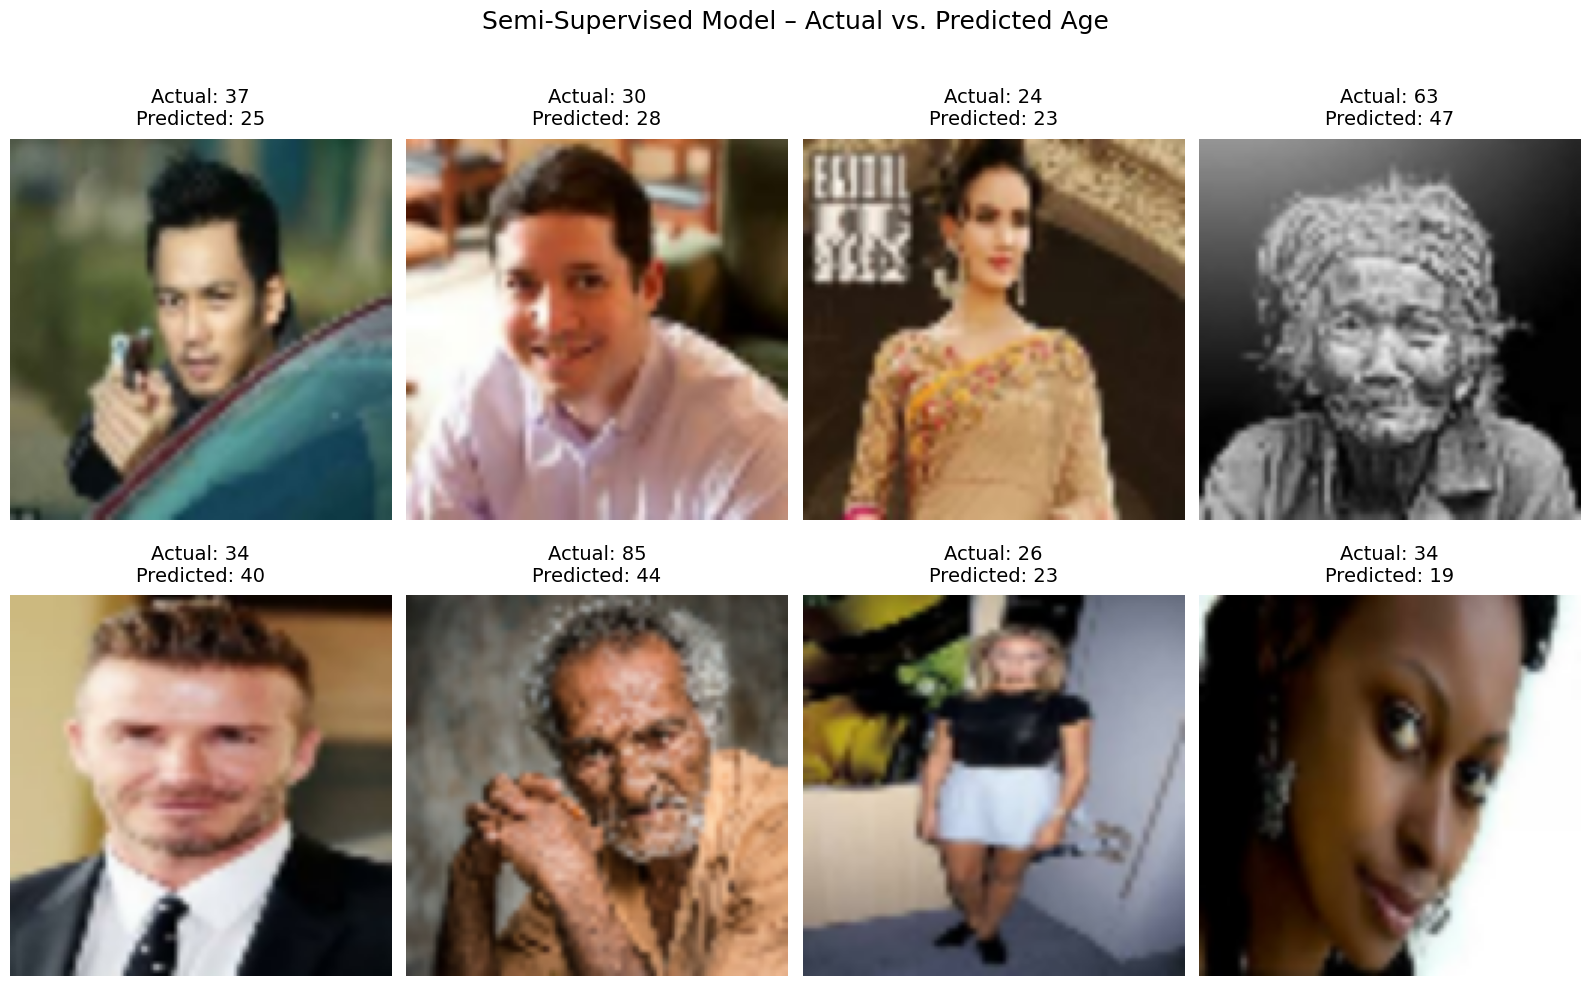 Semi-Supervised Model – Actual vs. Predicted Age
Actual: 37
Predicted: 25
Actual: 30
Predicted: 28
Actual: 24
Predicted: 23
Actual: 63
Predicted: 47
Actual: 34
Predicted: 40
Actual: 85
Predicted: 44
Actual: 26
Predicted: 23
Actual: 34
Predicted: 19